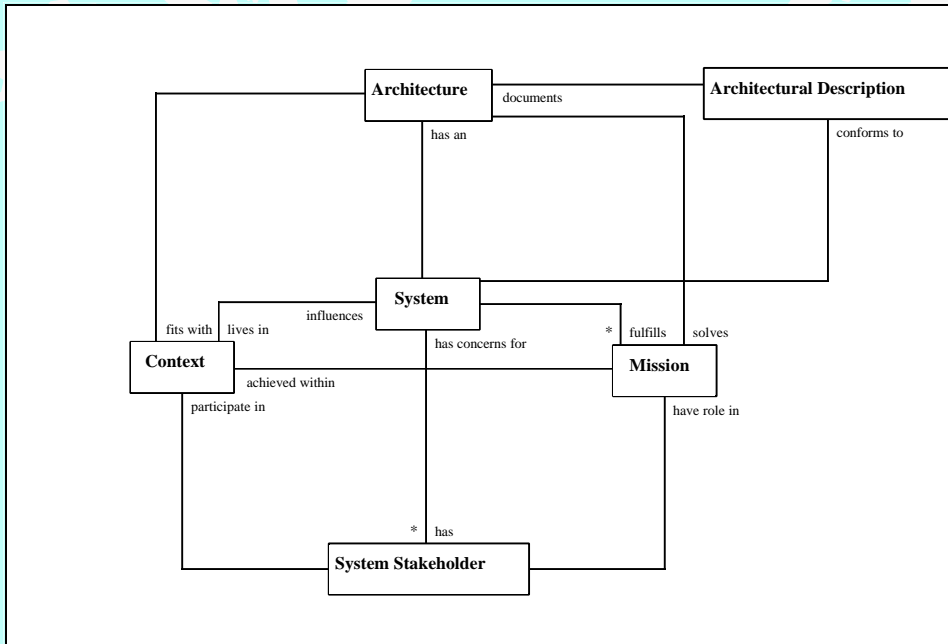 Architecture
Architectural Description
documents
has an
conforms to
System
influences
fits with
lives in
* fulfills
solves
has concerns for
Context
Mission
achieved within
participate in
have role in
* has
System Stakeholder